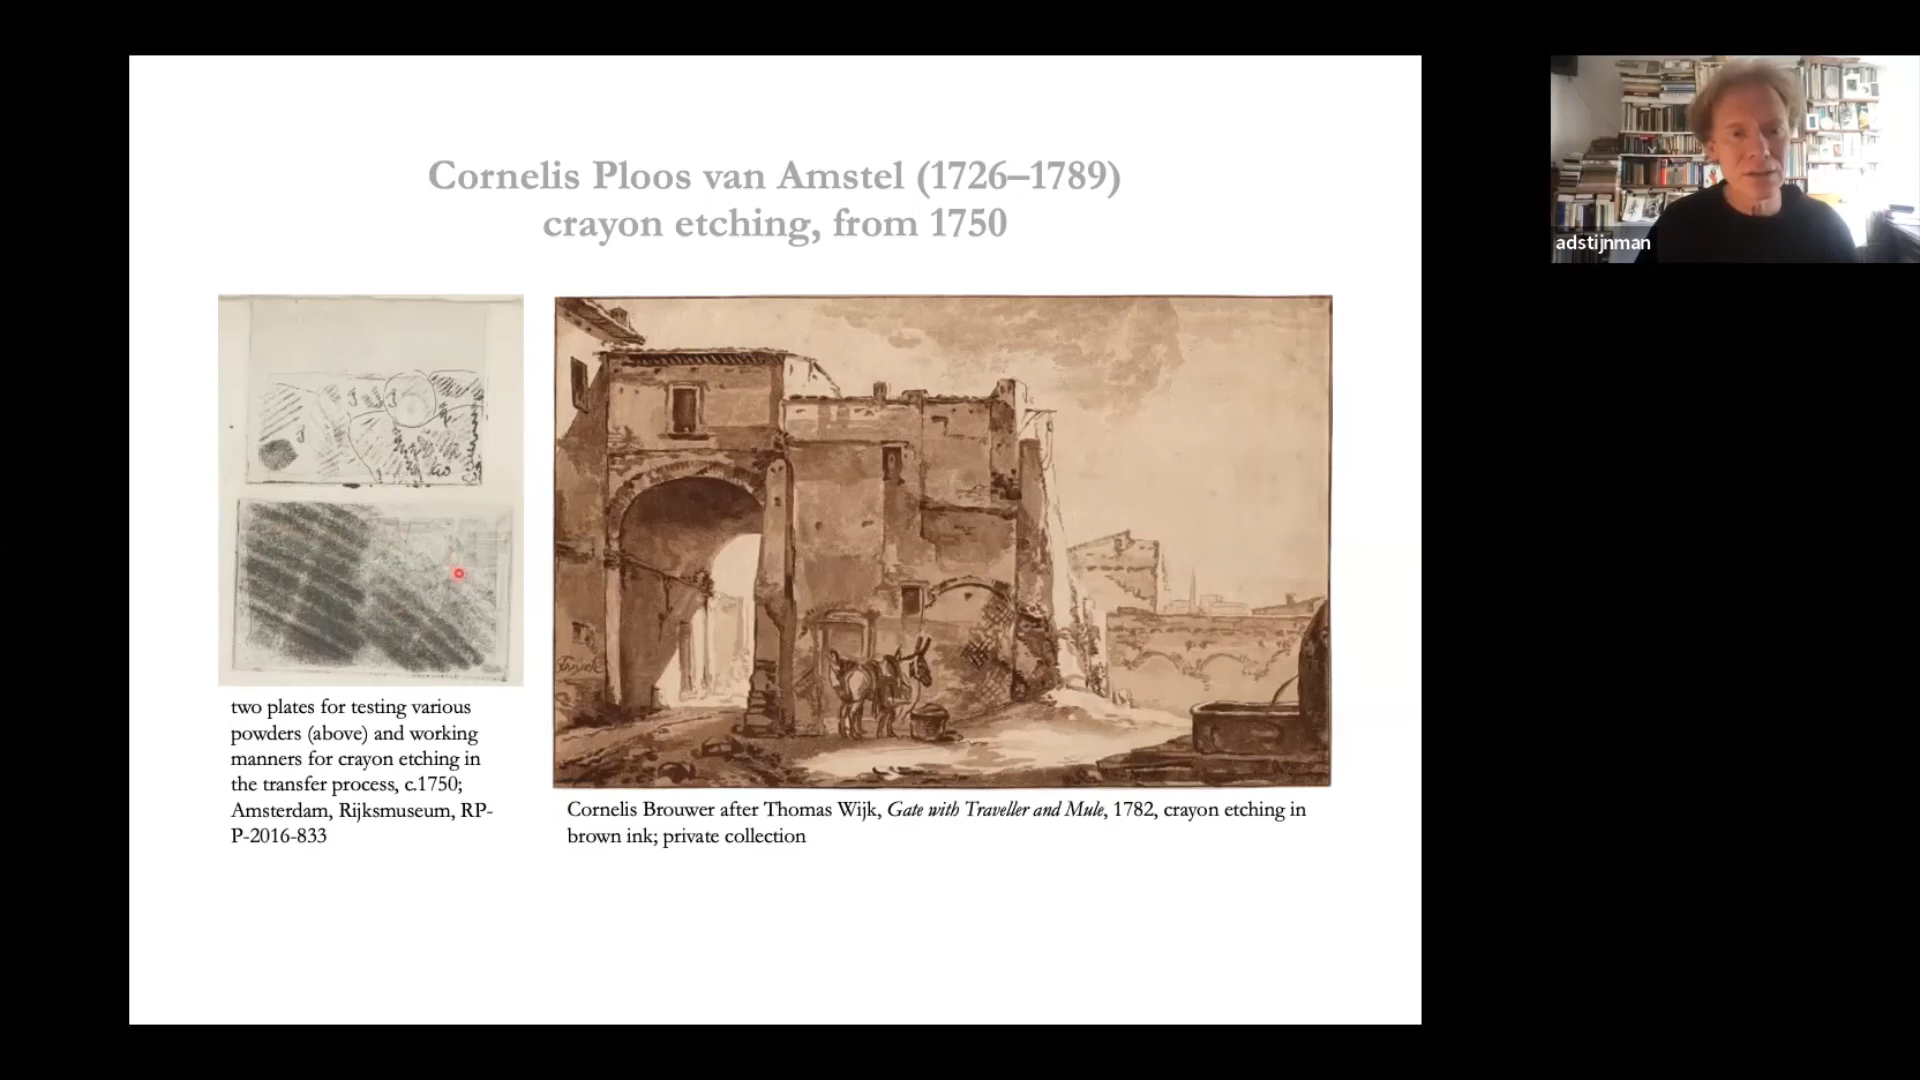 Cornelis Ploos van Amstel (1726–1789)
crayon etching, from 1750
adstijnman
two plates for testing various
powders (above) and working
manners for crayon etching in
the transfer process, c.1750;
Amsterdam, Rijksmuseum, RP-
P-2016-833
Cornelis Brouwer after Thomas Wijk, Gate with Traveller and Mule, 1782, crayon etching in
brown ink; private collection